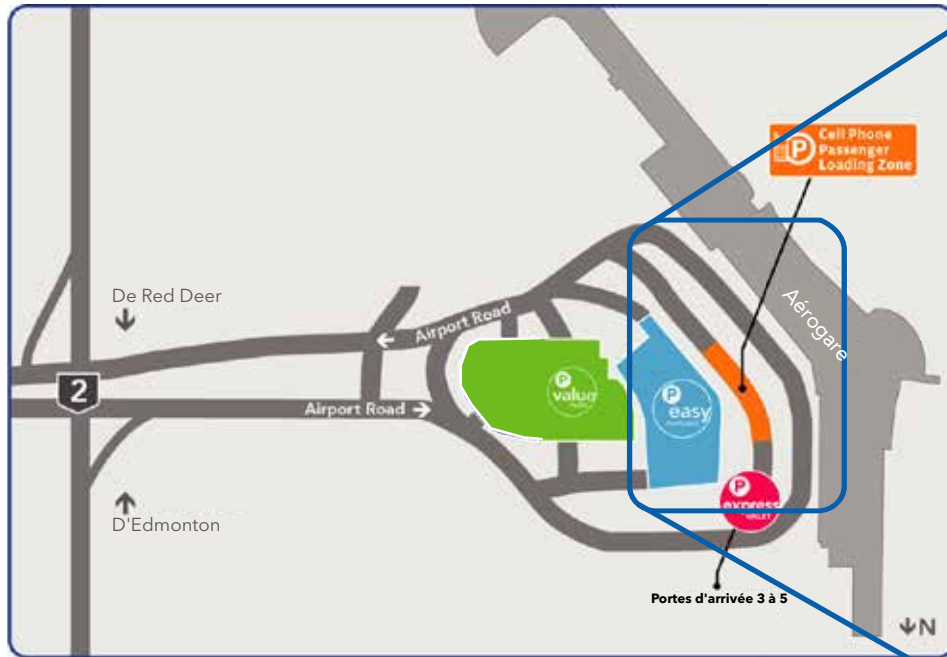 Cell Phone
Passenger
Loading Zone
P
Aérogare
De Red Deer
Airport Road
2
Airport Road
P
value
P
easy
P
express
VALET
D'Edmonton
Portes d'arrivée 3 à 5
N